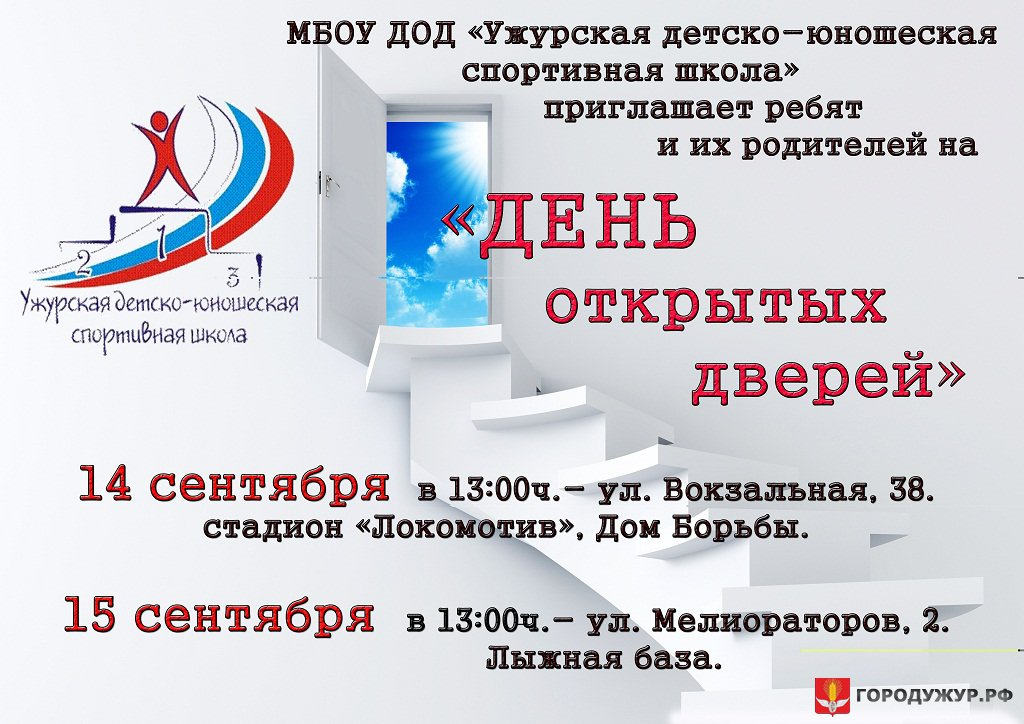 МБОУ ДОД «Ужурская детско-юношеская
спортивная школа»
приглашает ребят
и их родителей на
«ДЕНЬ
открытых
дверей»
1
2
3
Ужурская детско-юношеская
спортивная школа
14 сентября в 13:00ч.- ул. Вокзальная, 38.
стадион «Локомотив», Дом Борьбы.
15 сентября в 13:00ч.- ул. Мелиораторов, 2.
Лыжная база.
ГОРОДУЖУР.РФ